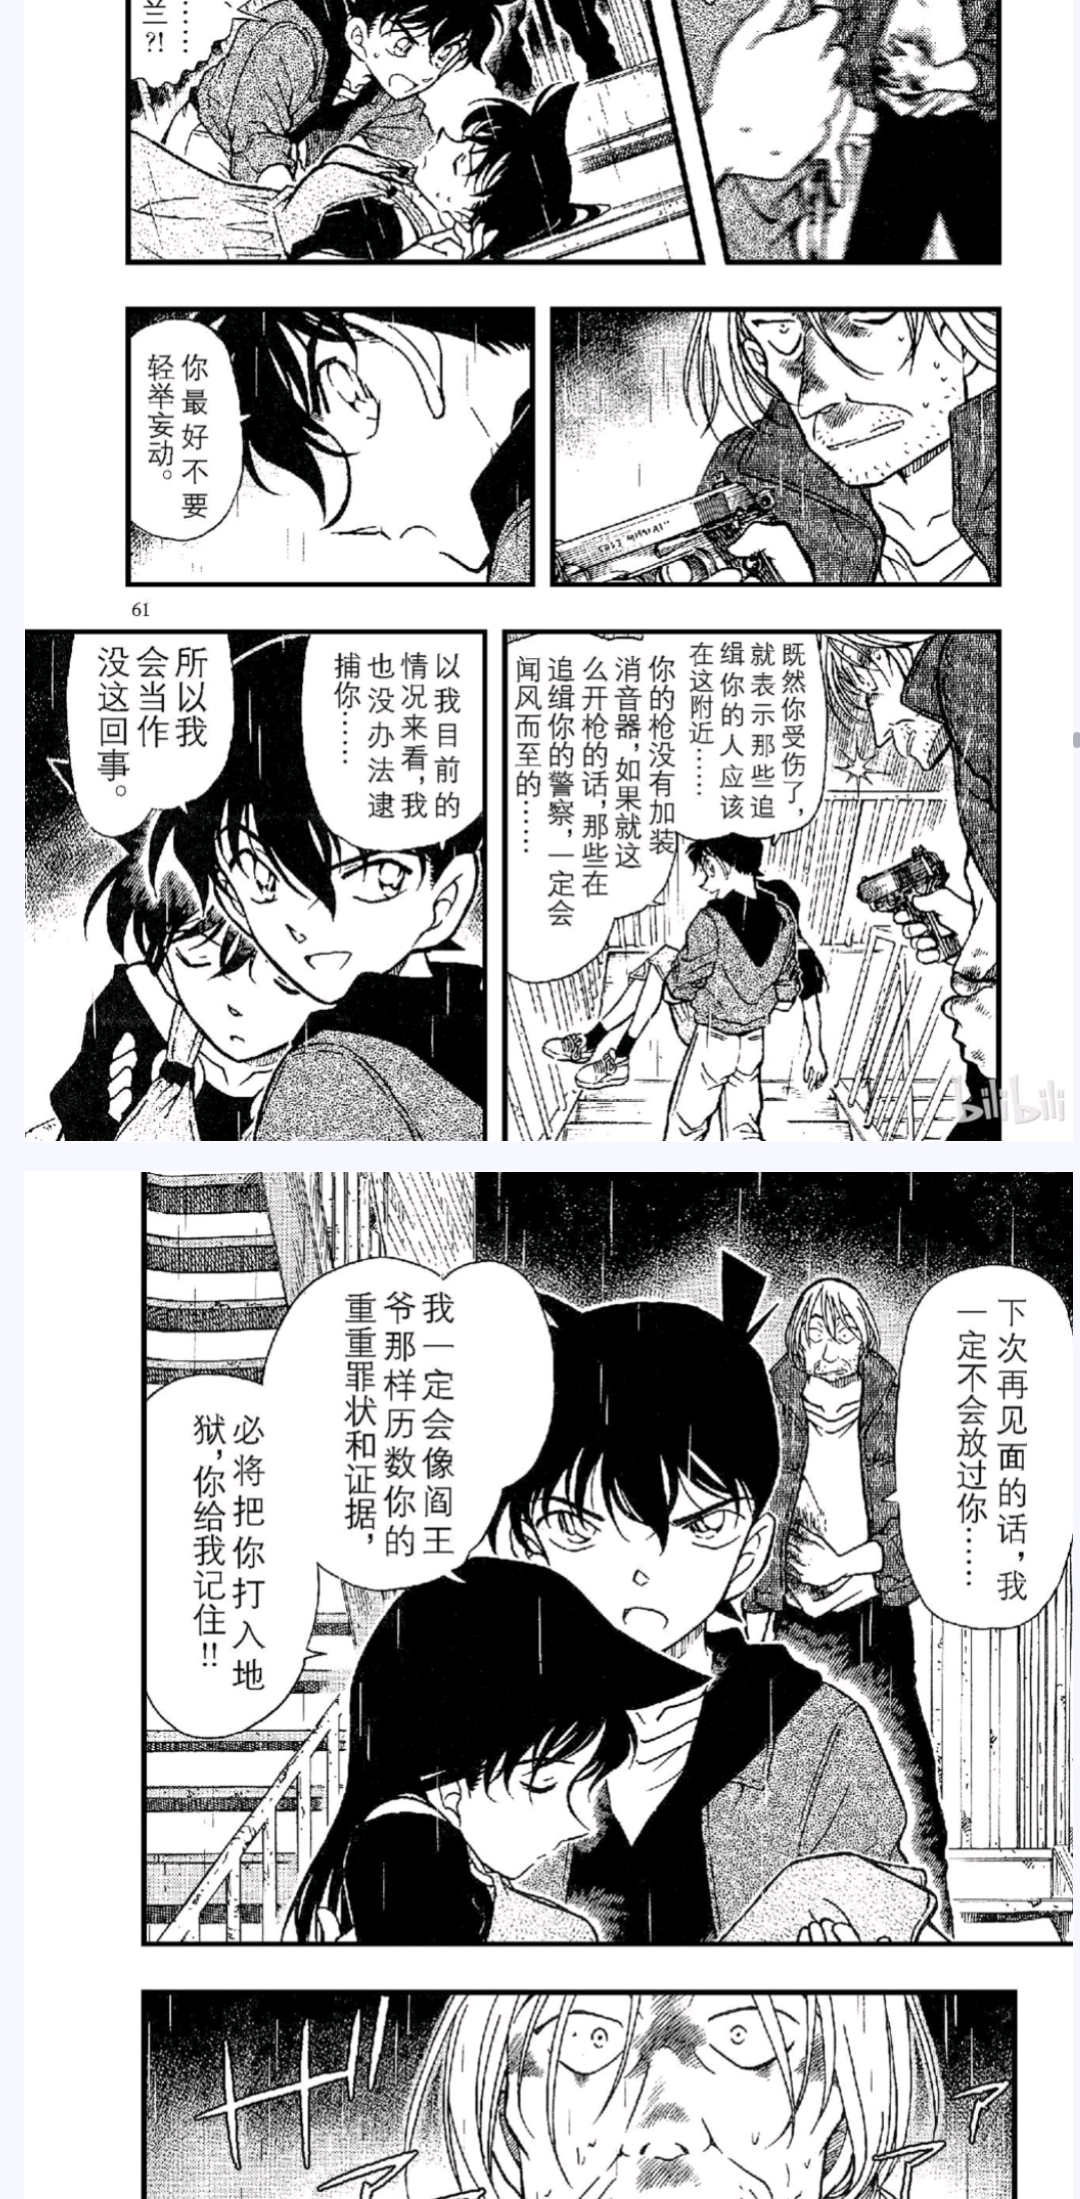 ……
兰
?!
你最好不要
轻举妄动。
61
既然你受伤了，
就表示那些追
缉你的人应该
在这附近……
你的枪没有加装
消音器，如果就这
么开枪的话，那些在
追缉你的警察，一定会
闻风而至的……
以我目前的
情况来看，我
也没办法逮
捕你……
所以我
会当作
没这回事。
bilibili
下次再见面的话，我
一定不会放过你……
我一定会像阎王
爷那样历数你的
重重罪状和证据，
必将把你打入地
狱，你给我记住!!